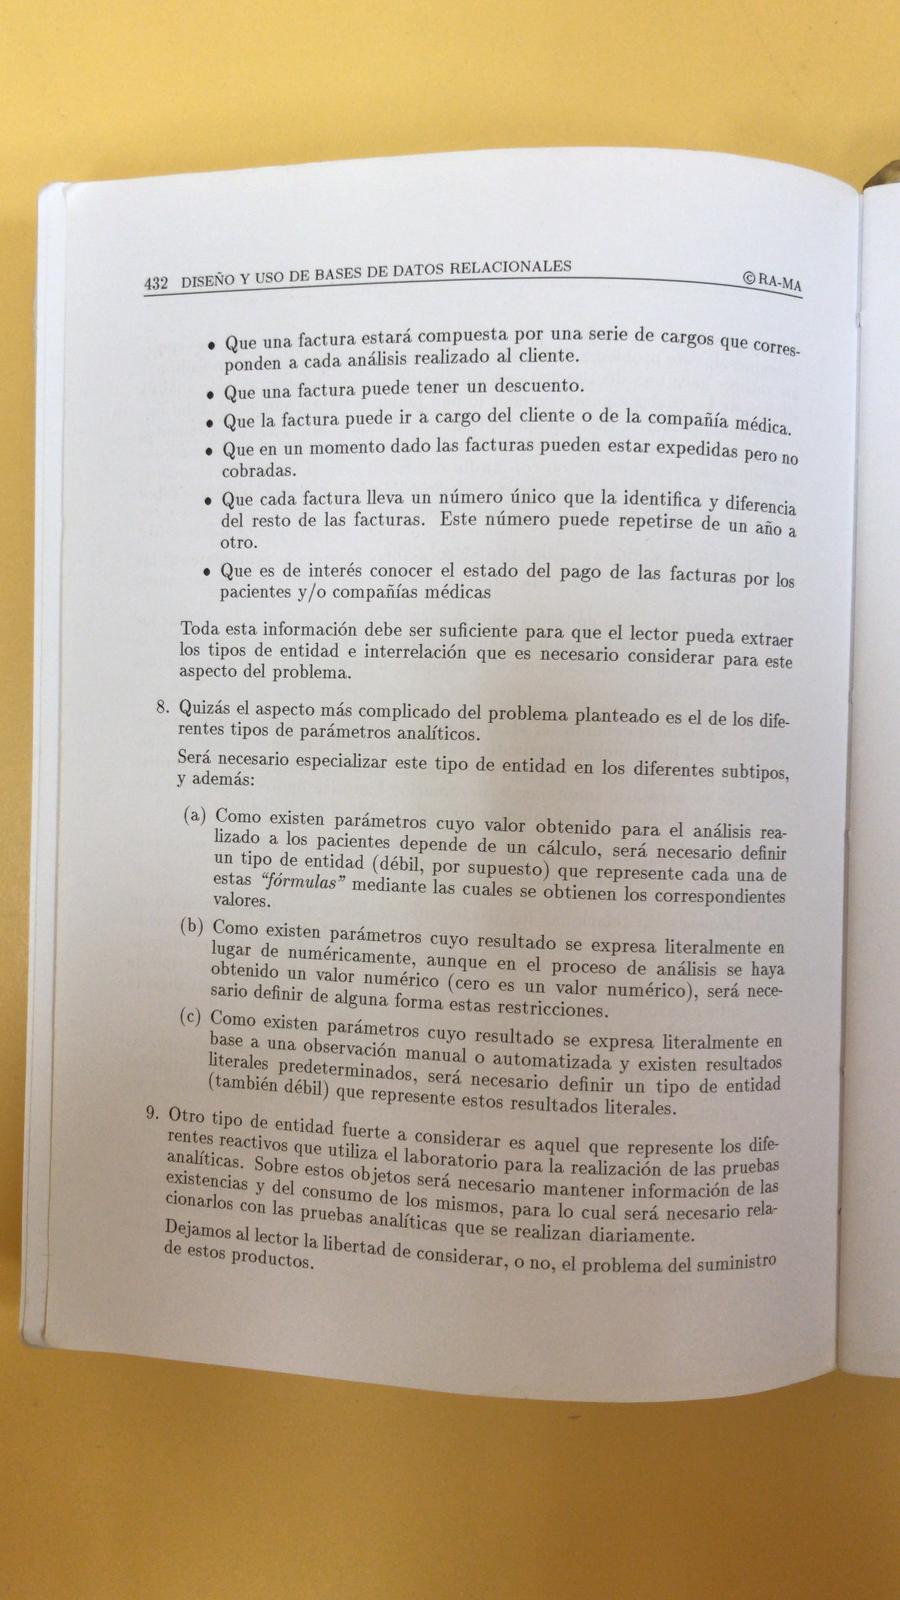 432 DISEÑO Y USO DE BASES DE DATOS RELACIONALES ©RA-MA
• Que una factura estará compuesta por una serie de cargos que corres-
ponden a cada análisis realizado al cliente.
• Que una factura puede tener un descuento.
• Que la factura puede ir a cargo del cliente o de la compañía médica.
• Que en un momento dado las facturas pueden estar expedidas pero no
cobradas.
• Que cada factura lleva un número único que la identifica y diferencia
del resto de las facturas. Este número puede repetirse de un año a
otro.
• Que es de interés conocer el estado del pago de las facturas por los
pacientes y/o compañías médicas
Toda esta información debe ser suficiente para que el lector pueda extraer
los tipos de entidad e interrelación que es necesario considerar para este
aspecto del problema.
8. Quizás el aspecto más complicado del problema planteado es el de los dife-
rentes tipos de parámetros analíticos.
Será necesario especializar este tipo de entidad en los diferentes subtipos,
y además:
(a) Como existen parámetros cuyo valor obtenido para el análisis rea-
lizado a los pacientes depende de un cálculo, será necesario definir
un tipo de entidad (débil, por supuesto) que represente cada una de
estas "fórmulas" mediante las cuales se obtienen los correspondientes
valores.
(b) Como existen parámetros cuyo resultado se expresa literalmente en
lugar de numéricamente, aunque en el proceso de análisis se haya
obtenido un valor numérico (cero es un valor numérico), será nece-
sario definir de alguna forma estas restricciones.
(c) Como existen parámetros cuyo resultado se expresa literalmente en
base a una observación manual o automatizada y existen resultados
literales predeterminados, será necesario definir un tipo de entidad
(también débil) que represente estos resultados literales.
9. Otro tipo de entidad fuerte a considerar es aquel que represente los dife-
rentes reactivos que utiliza el laboratorio para la realización de las pruebas
analíticas. Sobre estos objetos será necesario mantener información de las
existencias y del consumo de los mismos, para lo cual será necesario rela-
cionarlos con las pruebas analíticas que se realizan diariamente.
Dejamos al lector la libertad de considerar, o no, el problema del suministro
de estos productos.